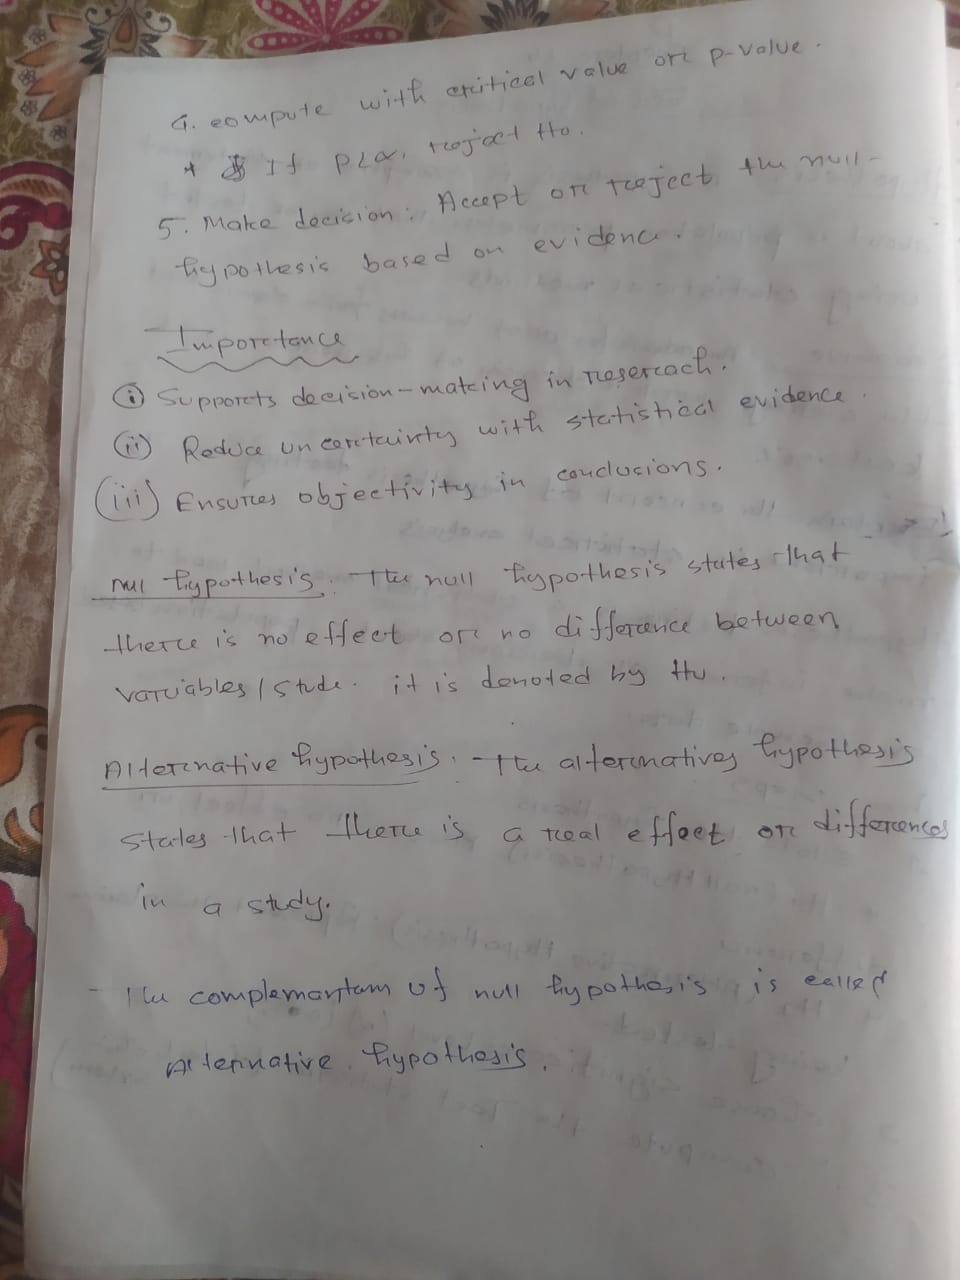 4. compute with critical value or p-value.
* If P<α, reject Ho.
5. Make decision: Accept or reject the null-
hypothesis based on evidence.
Importance
(i) Supports decision-making in reserach.
(ii) Reduce uncertainty with statistical evidence.
(iii) Ensures objectivity in conclusions.
null hypothesis. The null hypothesis states that
there is no effect or no difference between
variables/stude. it is denoted by Ho.
Alternative hypothesis. The alternatives hypothesis
states that there is a real effect or differences
in a study.
- The complemantam of null hypothesis is called
Alternative hypothesis.